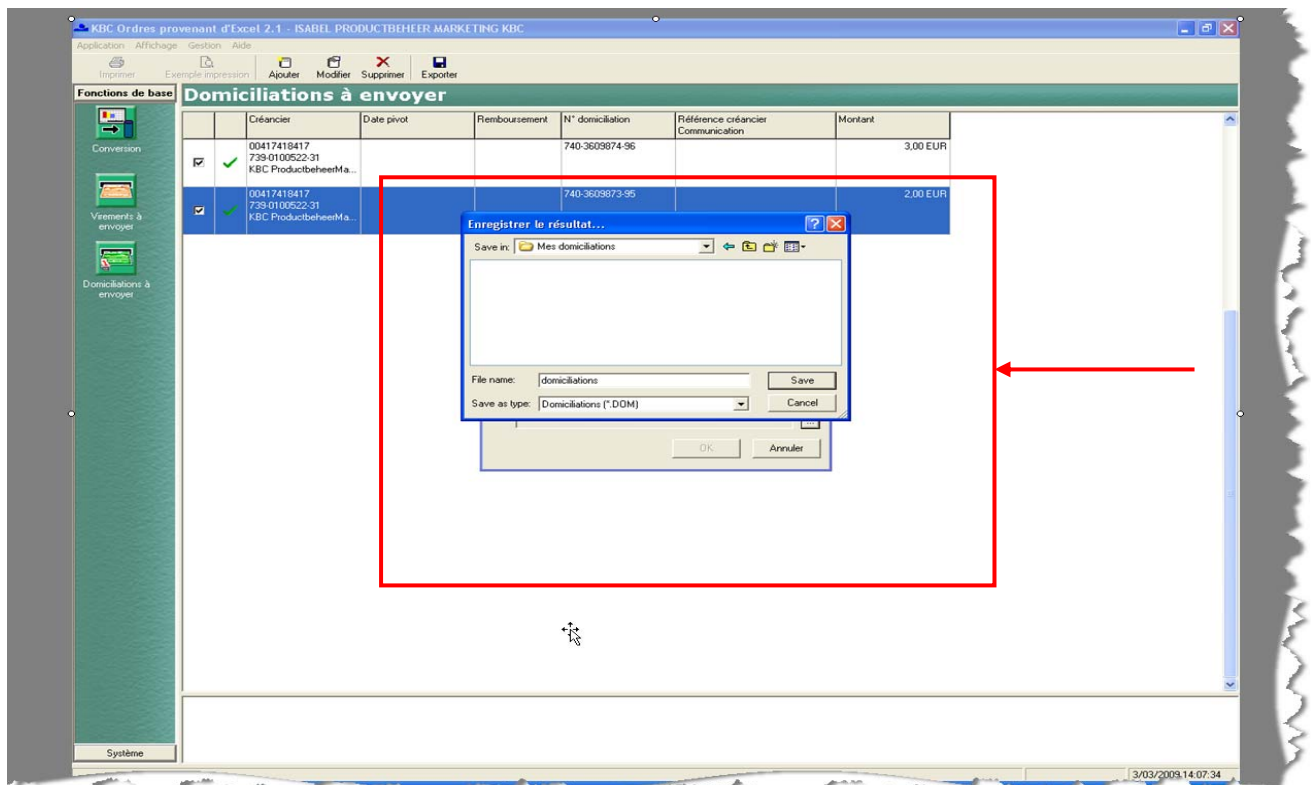 KBC Ordres provenant d'Excel 2.1 - ISABEL PRODUCTBEHEER MARKETING KBC
Application Affichage Gestion Aide
Imprimer Exemple impression Ajouter Modifier Supprimer Exporter
Fonctions de base
Domiciliations à envoyer
Créancier Date pivot Remboursement N° domiciliation Référence créancier Montant
Communication
00417418417 740-3609874-96 3,00 EUR
739-0100522-31
KBC ProductbeheerMa...
00417418417 740-3609873-95 2,00 EUR
739-0100522-31
KBC ProductbeheerMa...
Conversion
Virements à
envoyer
Domiciliations à
envoyer
Enregistrer le résultat...
Save in: Mes domiciliations
File name: domiciliations Save
Save as type: Domiciliations (*.DOM) Cancel
...
OK Annuler
Système
3/03/2009 14:07:34